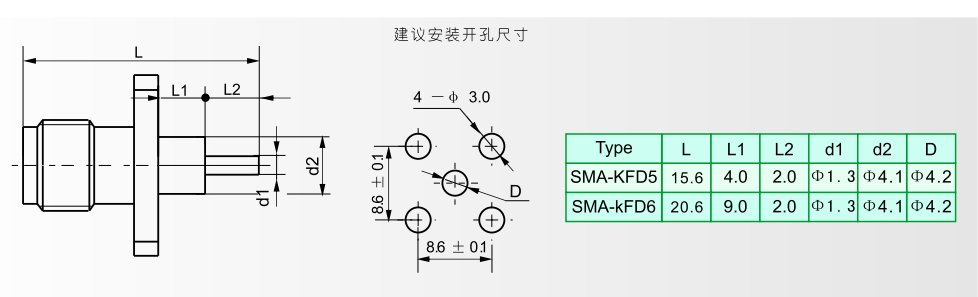 建议安装开孔尺寸
L
L1 L2
d2
d1
4 －Φ 3.0
8.6 ± 0.1
D
8.6 ± 0.1
Type L L1 L2 d1 d2 D
SMA-KFD5 15.6 4.0 2.0 Φ1.3 Φ4.1 Φ4.2
SMA-kFD6 20.6 9.0 2.0 Φ1.3 Φ4.1 Φ4.2